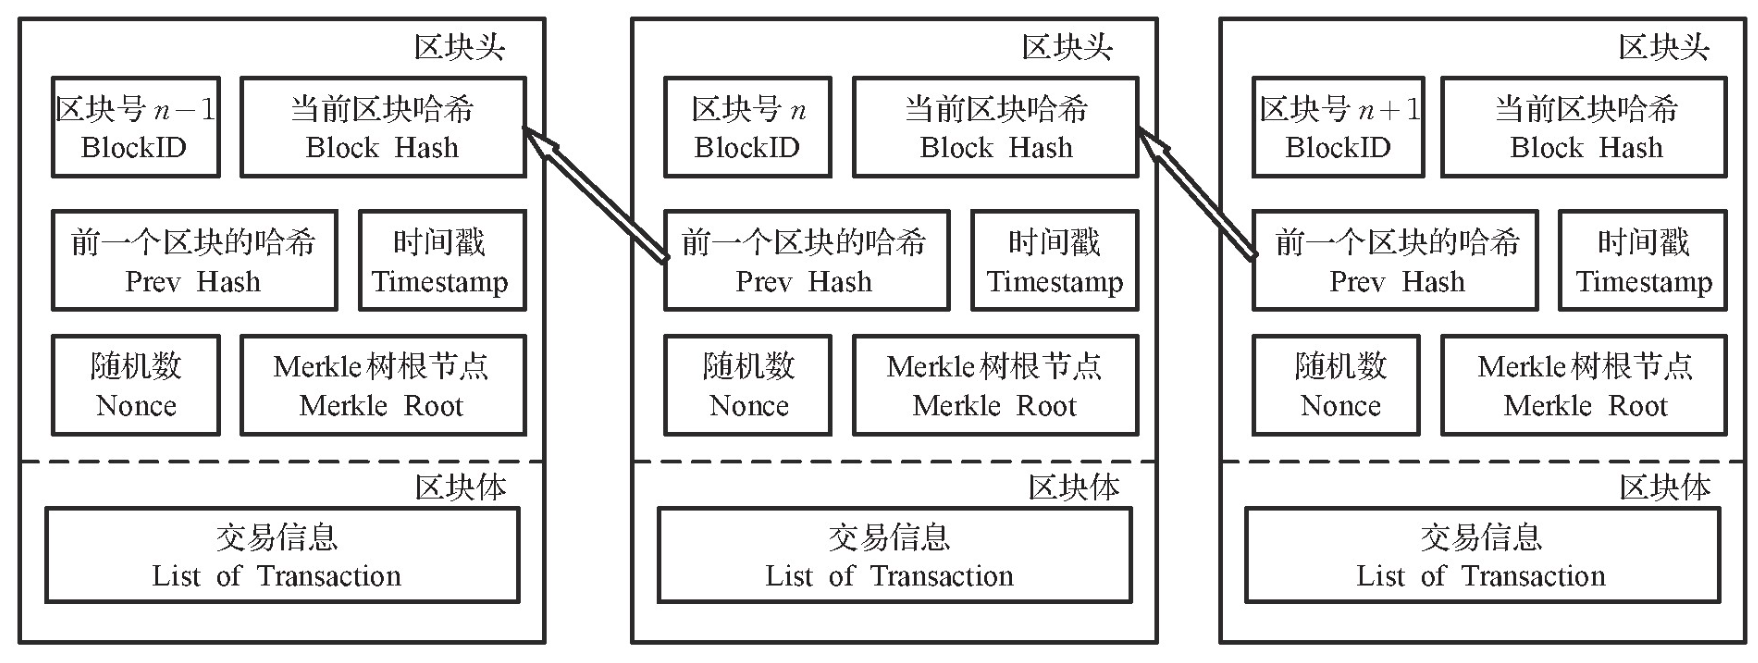 区块头
区块号 n−1
BlockID
当前区块哈希
Block Hash
前一个区块的哈希
Prev Hash
时间戳
Timestamp
随机数
Nonce
Merkle树根节点
Merkle Root
区块体
交易信息
List of Transaction
区块头
区块号 n
BlockID
当前区块哈希
Block Hash
前一个区块的哈希
Prev Hash
时间戳
Timestamp
随机数
Nonce
Merkle树根节点
Merkle Root
区块体
交易信息
List of Transaction
区块头
区块号 n+1
BlockID
当前区块哈希
Block Hash
前一个区块的哈希
Prev Hash
时间戳
Timestamp
随机数
Nonce
Merkle树根节点
Merkle Root
区块体
交易信息
List of Transaction